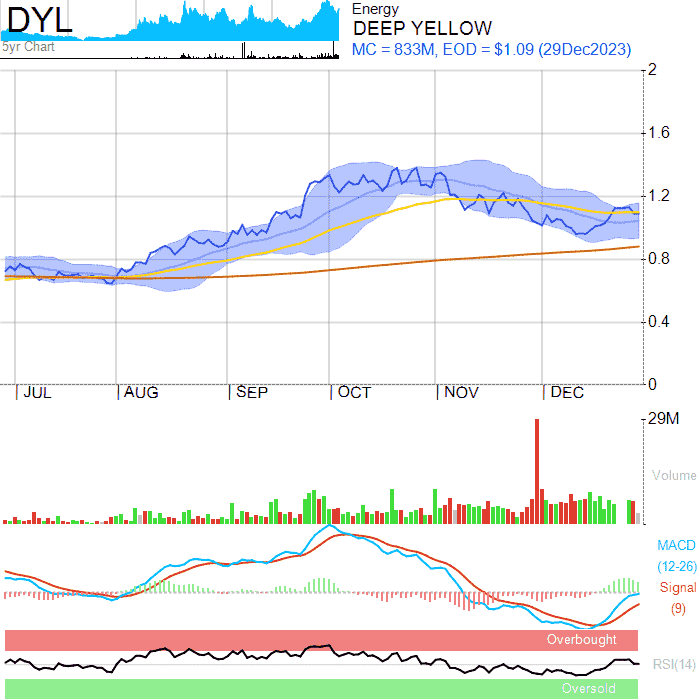 DYL
5yr Chart
Energy
DEEP YELLOW
MC = 833M, EOD = $1.09 (29Dec2023)
2
1.6
1.2
0.8
0.4
0
JUL AUG SEP OCT NOV DEC
29M
Volume
MACD
(12-26)
Signal
(9)
Overbought
RSI(14)
Oversold